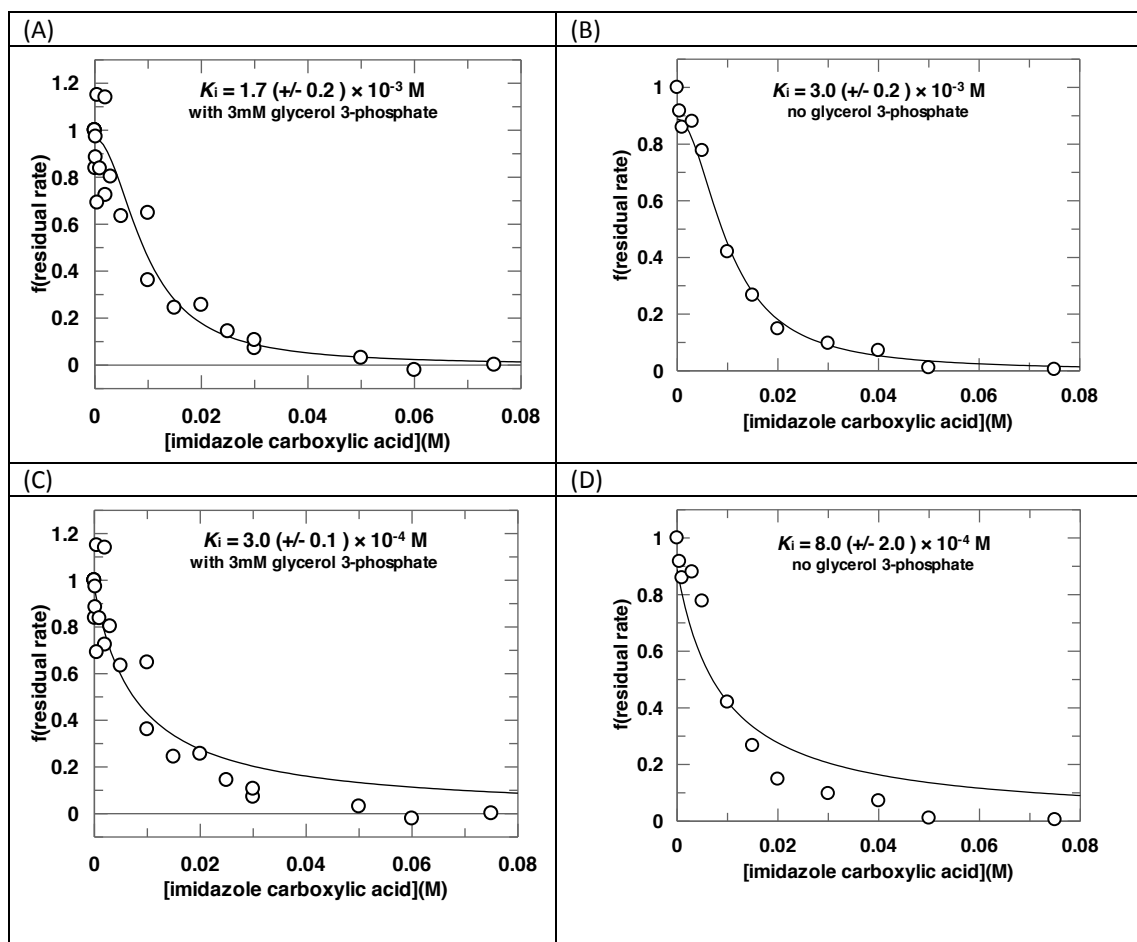 (A)
(B)
Ki = 1.7 (+/- 0.2 ) × 10-3 M
with 3mM glycerol 3-phosphate
f(residual rate)
1.2
1
0.8
0.6
0.4
0.2
0
0 0.02 0.04 0.06 0.08
[imidazole carboxylic acid](M)
Ki = 3.0 (+/- 0.2 ) × 10-3 M
no glycerol 3-phosphate
f(residual rate)
1
0.8
0.6
0.4
0.2
0
0 0.02 0.04 0.06 0.08
[imidazole carboxylic acid](M)
(C)
(D)
Ki = 3.0 (+/- 0.1 ) × 10-4 M
with 3mM glycerol 3-phosphate
f(residual rate)
1.2
1
0.8
0.6
0.4
0.2
0
0 0.02 0.04 0.06 0.08
[imidazole carboxylic acid](M)
Ki = 8.0 (+/- 2.0 ) × 10-4 M
no glycerol 3-phosphate
f(residual rate)
1
0.8
0.6
0.4
0.2
0
0 0.02 0.04 0.06 0.08
[imidazole carboxylic acid](M)